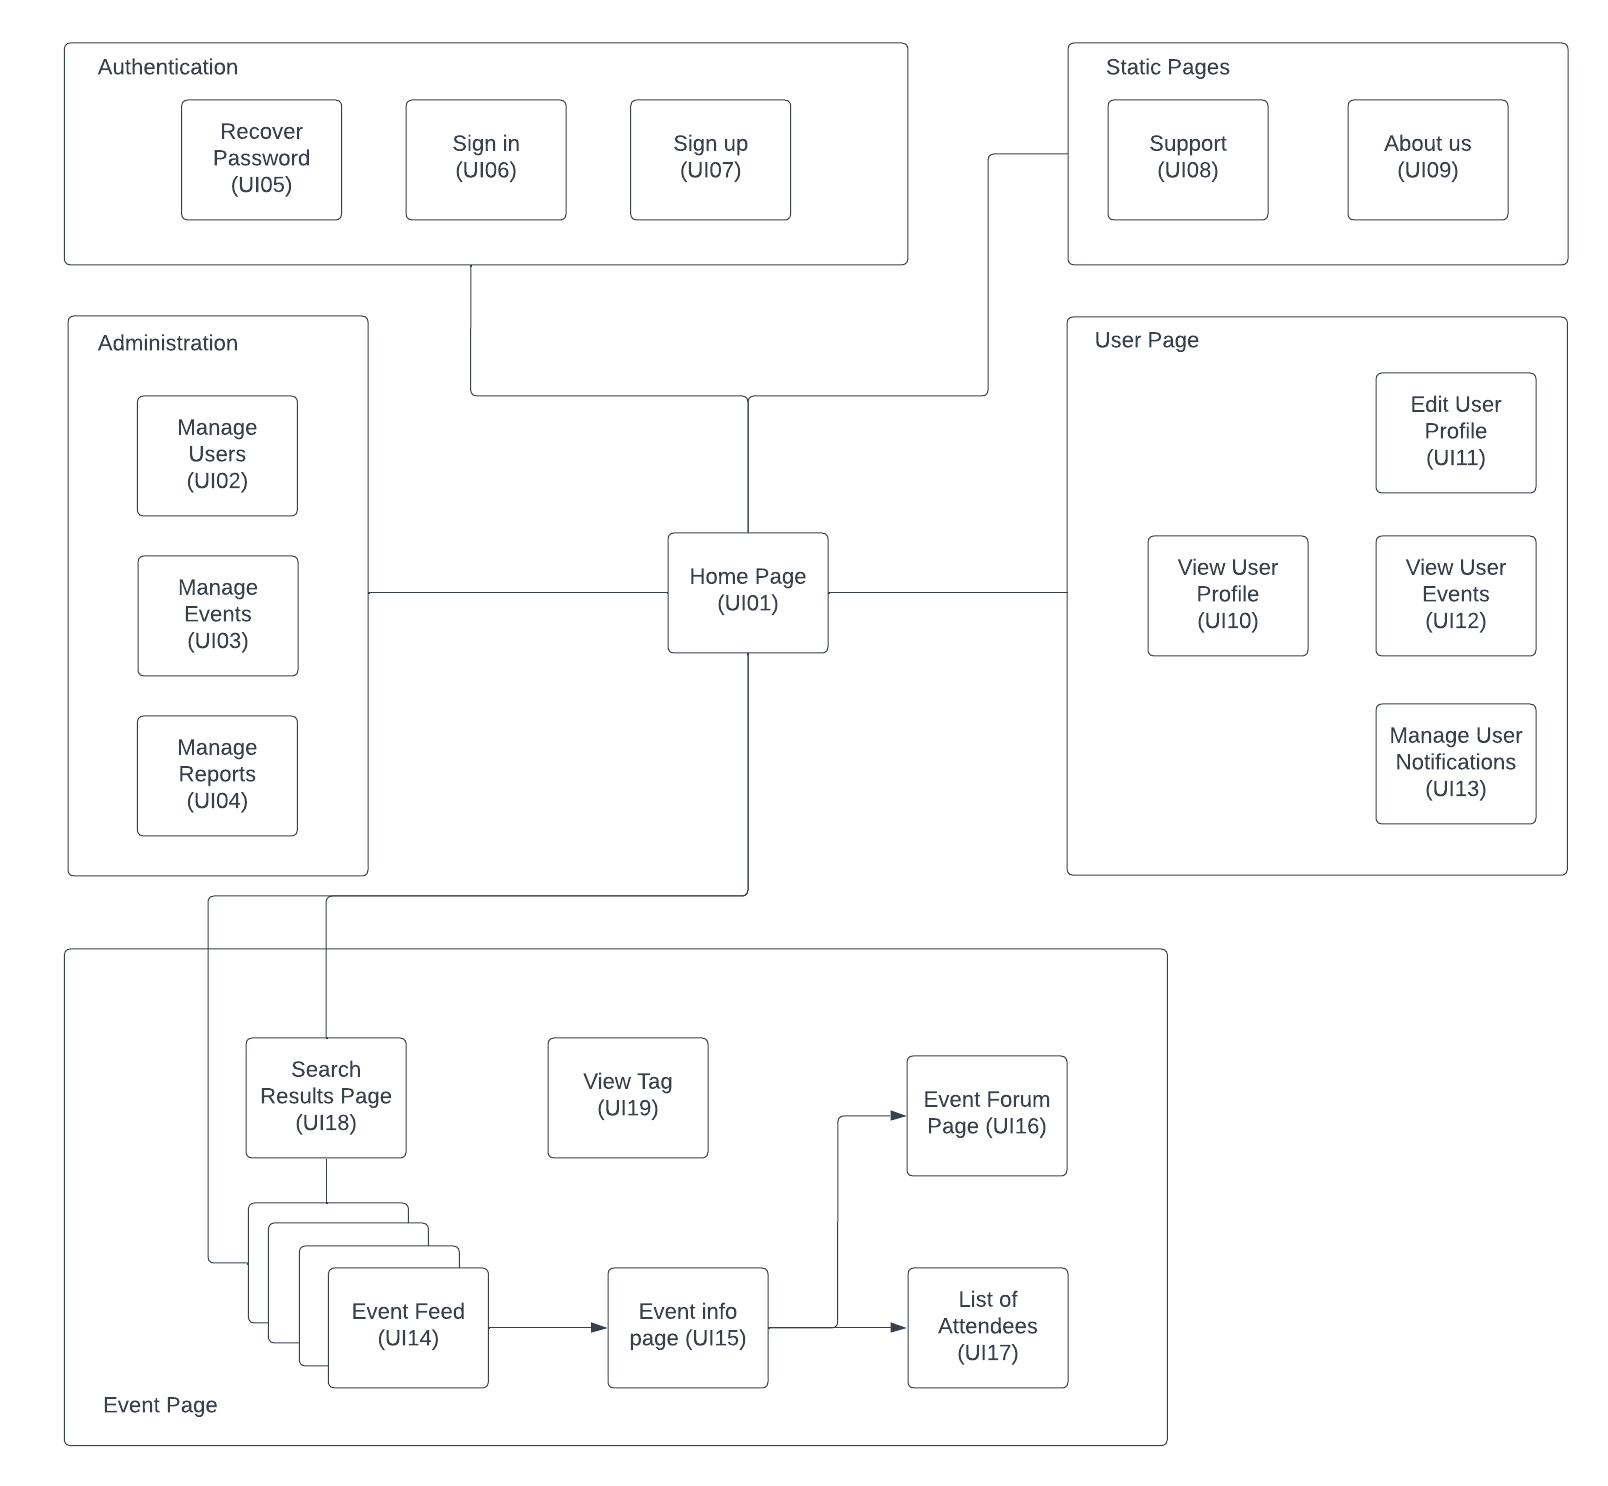 Authentication
Recover
Password
(UI05)
Sign in
(UI06)
Sign up
(UI07)
Static Pages
Support
(UI08)
About us
(UI09)
Administration
Manage
Users
(UI02)
Manage
Events
(UI03)
Manage
Reports
(UI04)
Home Page
(UI01)
User Page
Edit User
Profile
(UI11)
View User
Profile
(UI10)
View User
Events
(UI12)
Manage User
Notifications
(UI13)
Search
Results Page
(UI18)
View Tag
(UI19)
Event Forum
Page (UI16)
Event Feed
(UI14)
Event info
page (UI15)
List of
Attendees
(UI17)
Event Page